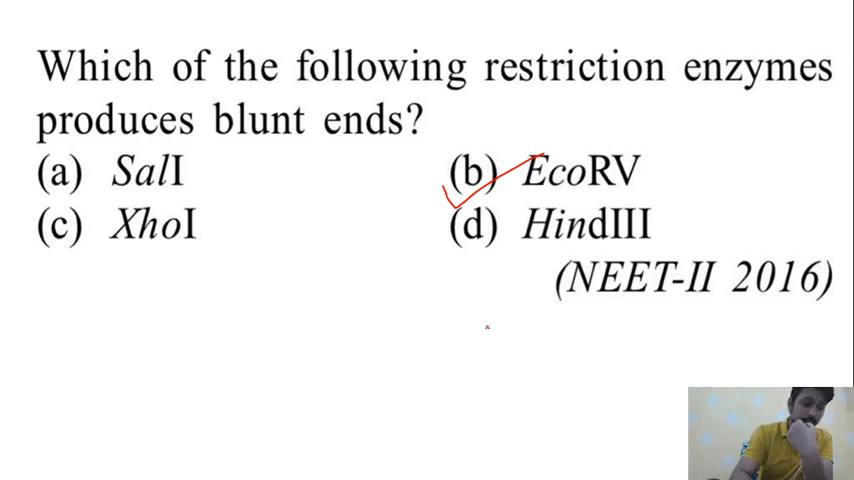 Which of the following restriction enzymes
produces blunt ends?
(a) SalI (b) EcoRV
(c) XhoI (d) HindIII
(NEET-II 2016)